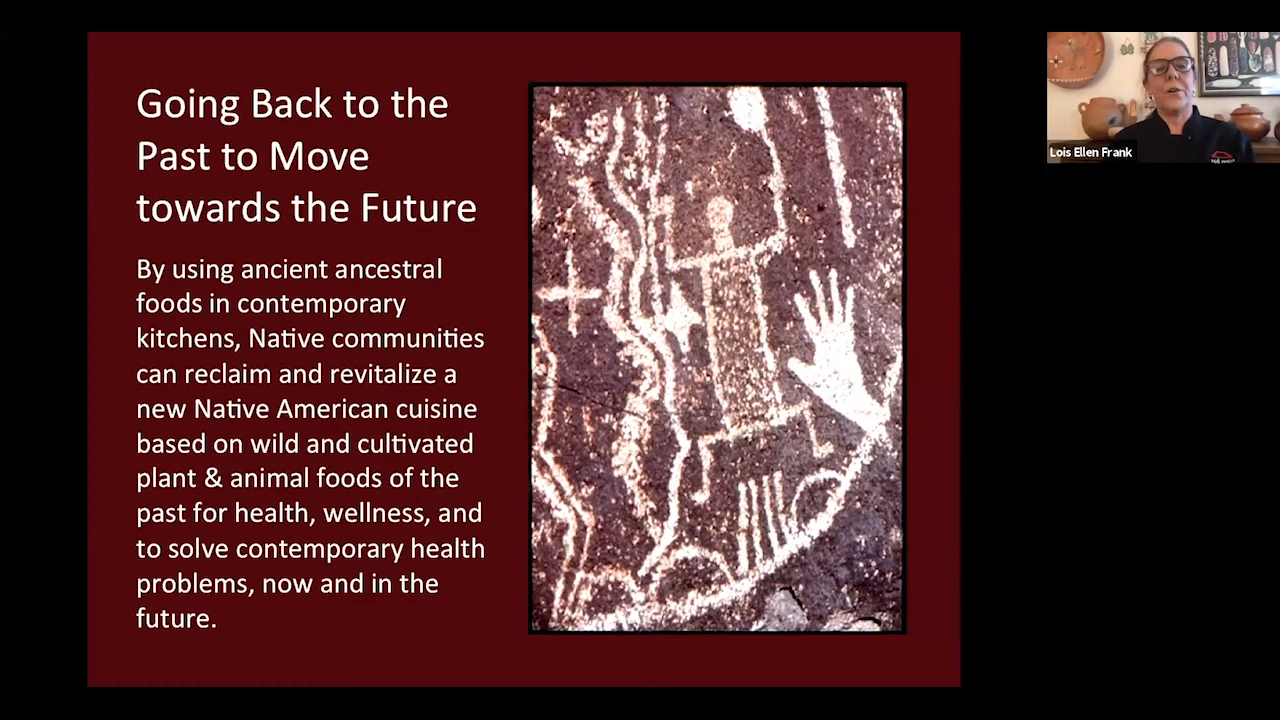 Going Back to the
Past to Move
towards the Future
By using ancient ancestral
foods in contemporary
kitchens, Native communities
can reclaim and revitalize a
new Native American cuisine
based on wild and cultivated
plant & animal foods of the
past for health, wellness, and
to solve contemporary health
problems, now and in the
future.
Lois Ellen Frank